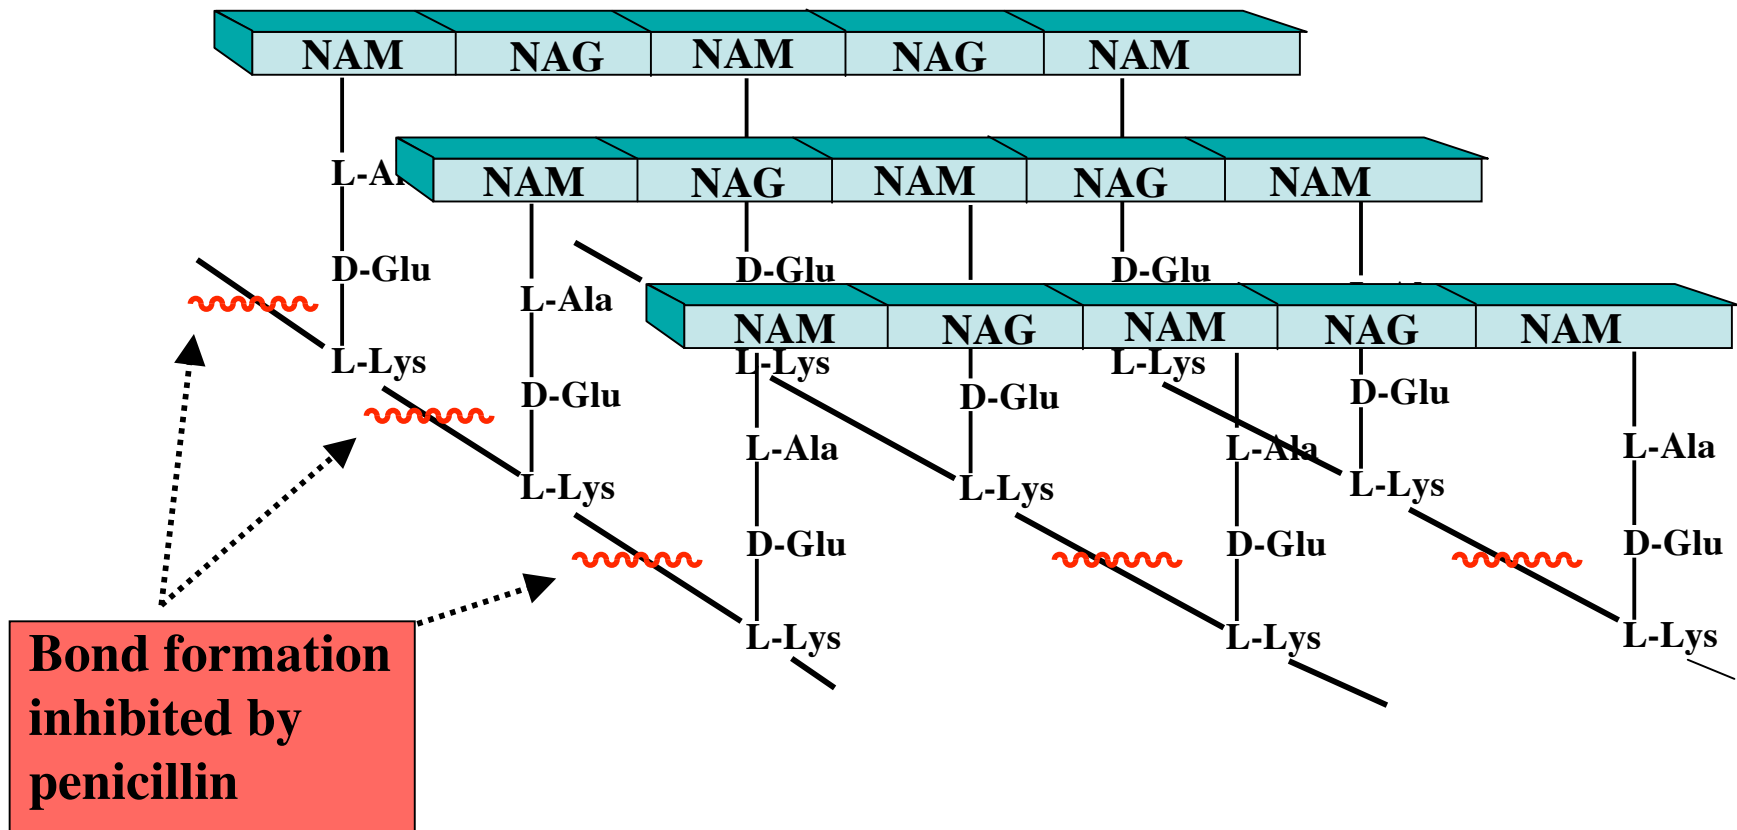 NAM NAG NAM NAG NAM
L-Al
NAM NAG NAM NAG NAM
D-Glu D-Glu D-Glu
L-Ala
NAM NAG NAM NAG NAM
L-Lys L-Lys L-Lys
D-Glu D-Glu D-Glu
L-Ala L-Ala L-Ala
L-Lys L-Lys L-Lys
D-Glu D-Glu D-Glu
L-Lys L-Lys L-Lys
Bond formation
inhibited by
penicillin